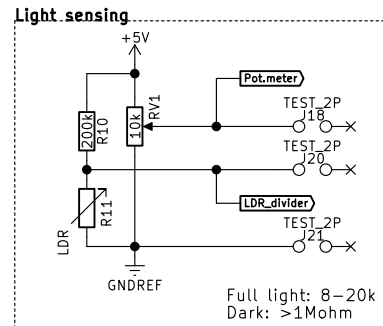 Light sensing
+5V
Pot.meter
TEST_2P
J18
200k
R10
10k
RV1
TEST_2P
J20
LDR_divider
LDR
R11
TEST_2P
J21
GNDREF
Full light: 8-20k
Dark: >1Mohm